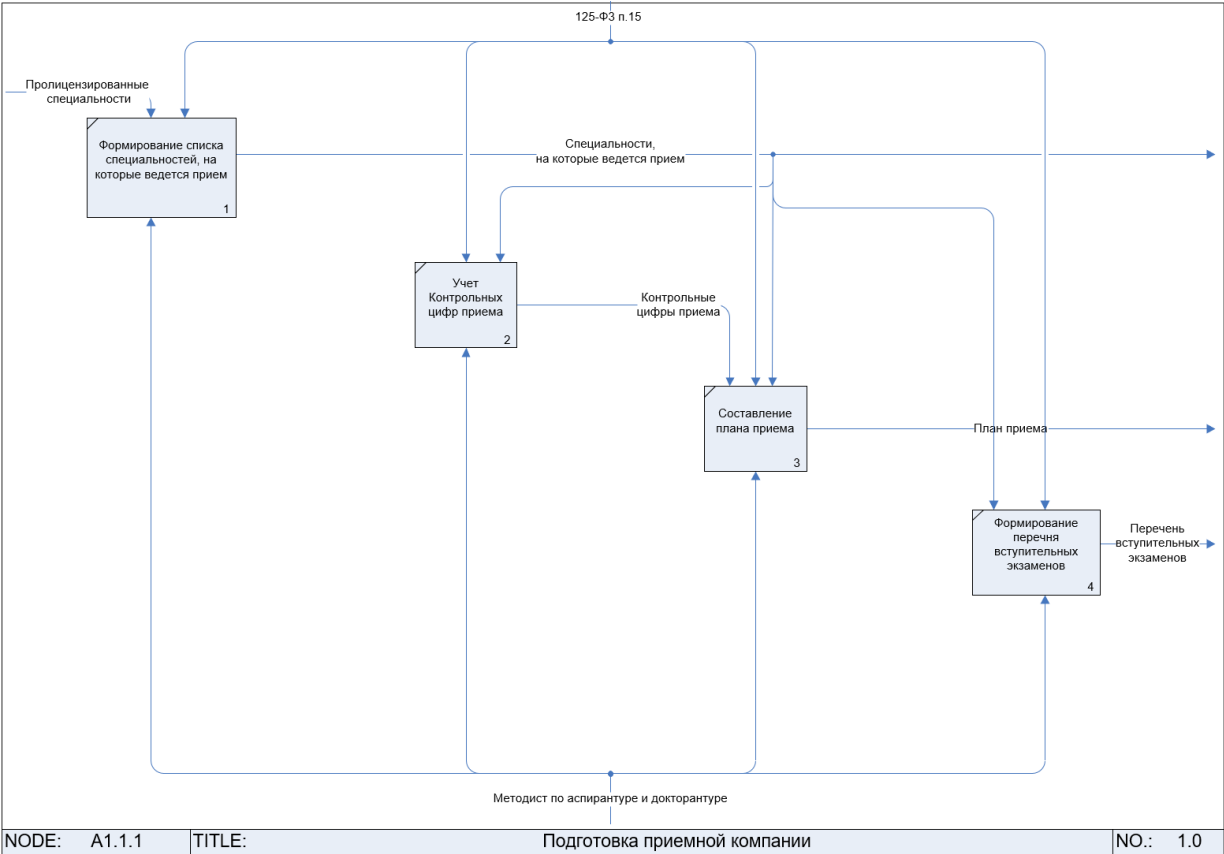 125-ФЗ п.15
Пролицензированные
специальности
Формирование списка
специальностей, на
которые ведется прием
1
Специальности,
на которые ведется прием
Учет
Контрольных
цифр приема
2
Контрольные
цифры приема
Составление
плана приема
3
План приема
Формирование
перечня
вступительных
экзаменов
4
Перечень
вступительных
экзаменов
Методист по аспирантуре и докторантуре
NODE: A1.1.1 TITLE: Подготовка приемной компании NO.: 1.0